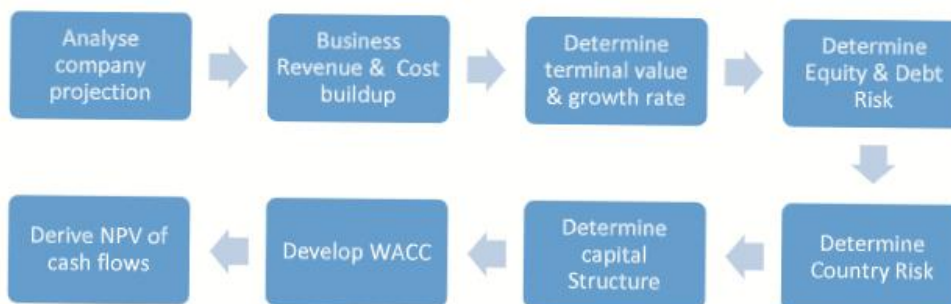 Analyse
company
projection
Business
Revenue & Cost
buildup
Determine
terminal value
& growth rate
Determine
Equity & Debt
Risk
Determine
Country Risk
Determine
capital
Structure
Develop WACC
Derive NPV of
cash flows